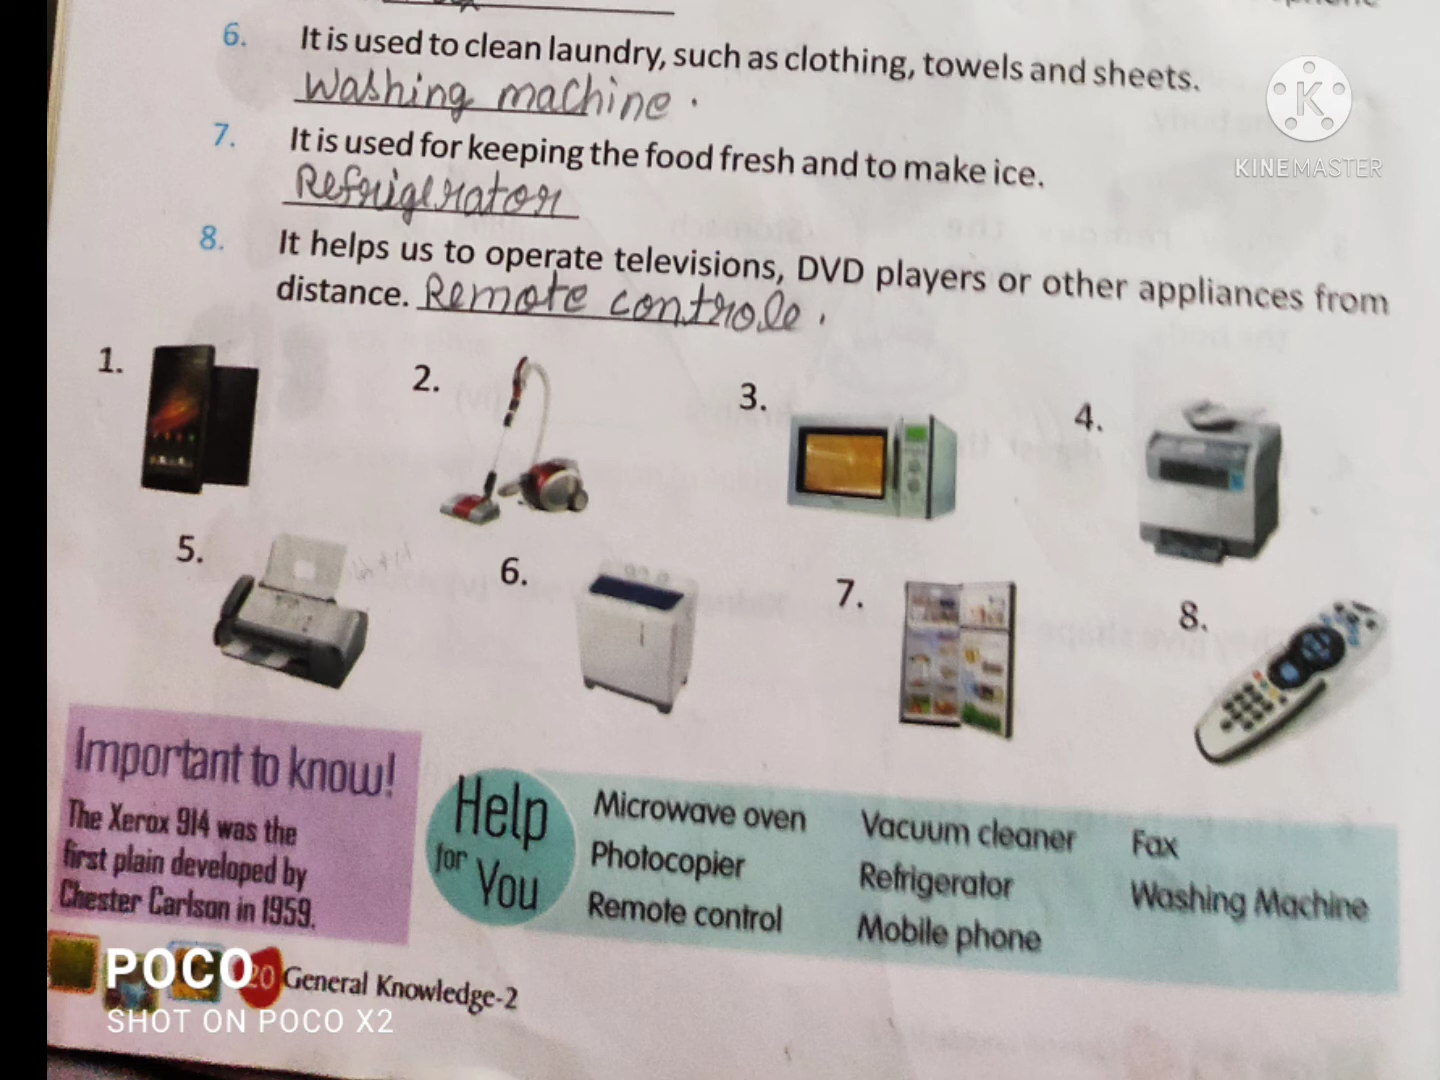 6. It is used to clean laundry, such as clothing, towels and sheets.
Washing machine.
7. It is used for keeping the food fresh and to make ice.
Refrigerator
8. It helps us to operate televisions, DVD players or other appliances from
distance. Remote controle.
K
KINEMASTER
1.
2.
3.
4.
5.
6.
7.
8.
Important to know!
The Xerox 914 was the
first plain developed by
Chester Carlson in 1959.
Help
for
You
Microwave oven Vacuum cleaner Fax
Photocopier Refrigerator Washing Machine
Remote control Mobile phone
20 General Knowledge-2
POCO
SHOT ON POCO X2